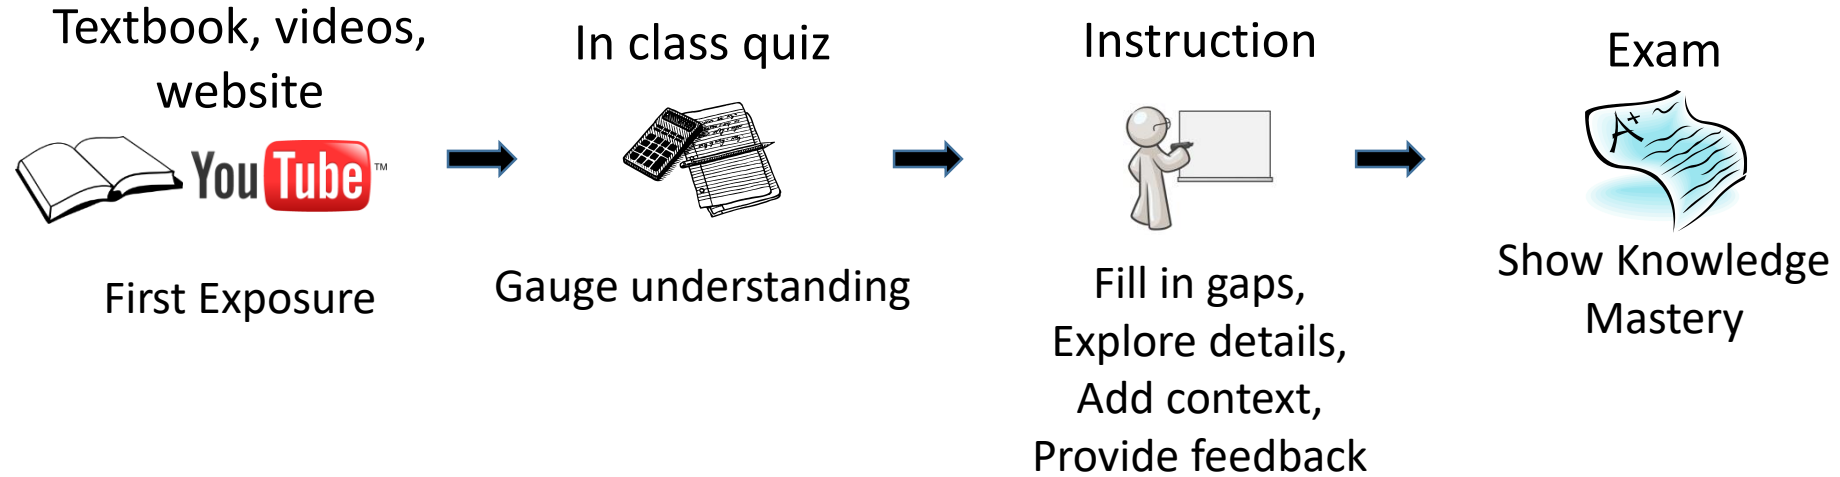 Textbook, videos,
website
YouTube™
First Exposure
In class quiz
Gauge understanding
Instruction
Fill in gaps,
Explore details,
Add context,
Provide feedback
Exam
A+
Show Knowledge
Mastery